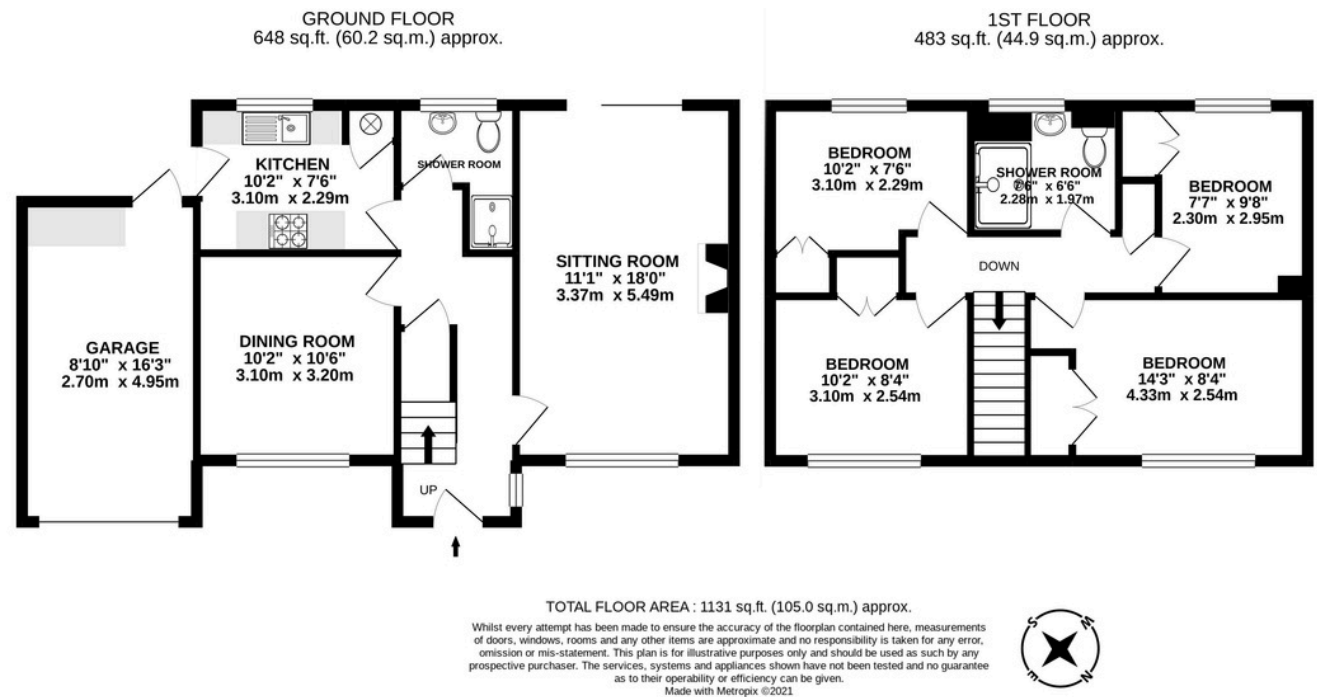 GROUND FLOOR
648 sq.ft. (60.2 sq.m.) approx.
1ST FLOOR
483 sq.ft. (44.9 sq.m.) approx.
KITCHEN
10'2" x 7'6"
3.10m x 2.29m
SHOWER ROOM
SITTING ROOM
11'1" x 18'0"
3.37m x 5.49m
GARAGE
8'10" x 16'3"
2.70m x 4.95m
DINING ROOM
10'2" x 10'6"
3.10m x 3.20m
UP
BEDROOM
10'2" x 7'6"
3.10m x 2.29m
SHOWER ROOM
7'6" x 6'6"
2.28m x 1.97m
BEDROOM
7'7" x 9'8"
2.30m x 2.95m
DOWN
BEDROOM
10'2" x 8'4"
3.10m x 2.54m
BEDROOM
14'3" x 8'4"
4.33m x 2.54m
TOTAL FLOOR AREA : 1131 sq.ft. (105.0 sq.m.) approx.
Whilst every attempt has been made to ensure the accuracy of the floorplan contained here, measurements
of doors, windows, rooms and any other items are approximate and no responsibility is taken for any error,
omission or mis-statement. This plan is for illustrative purposes only and should be used as such by any
prospective purchaser. The services, systems and appliances shown have not been tested and no guarantee
as to their operability or efficiency can be given.
Made with Metropix ©2021
S
W
E
N